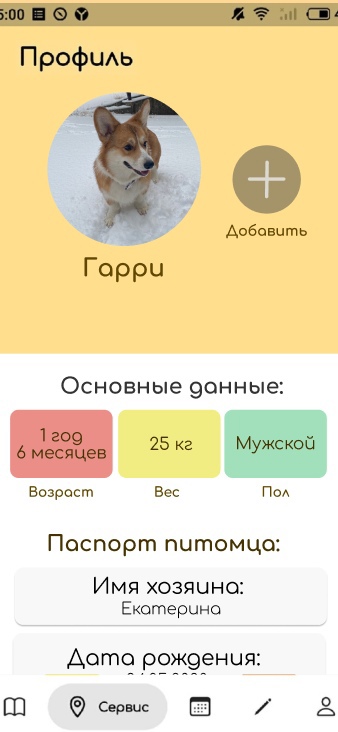 5:00
Профиль
Добавить
Гарри
Основные данные:
1 год
6 месяцев
25 кг
Мужской
Возраст
Вес
Пол
Паспорт питомца:
Имя хозяина:
Екатерина
Дата рождения:
Сервис